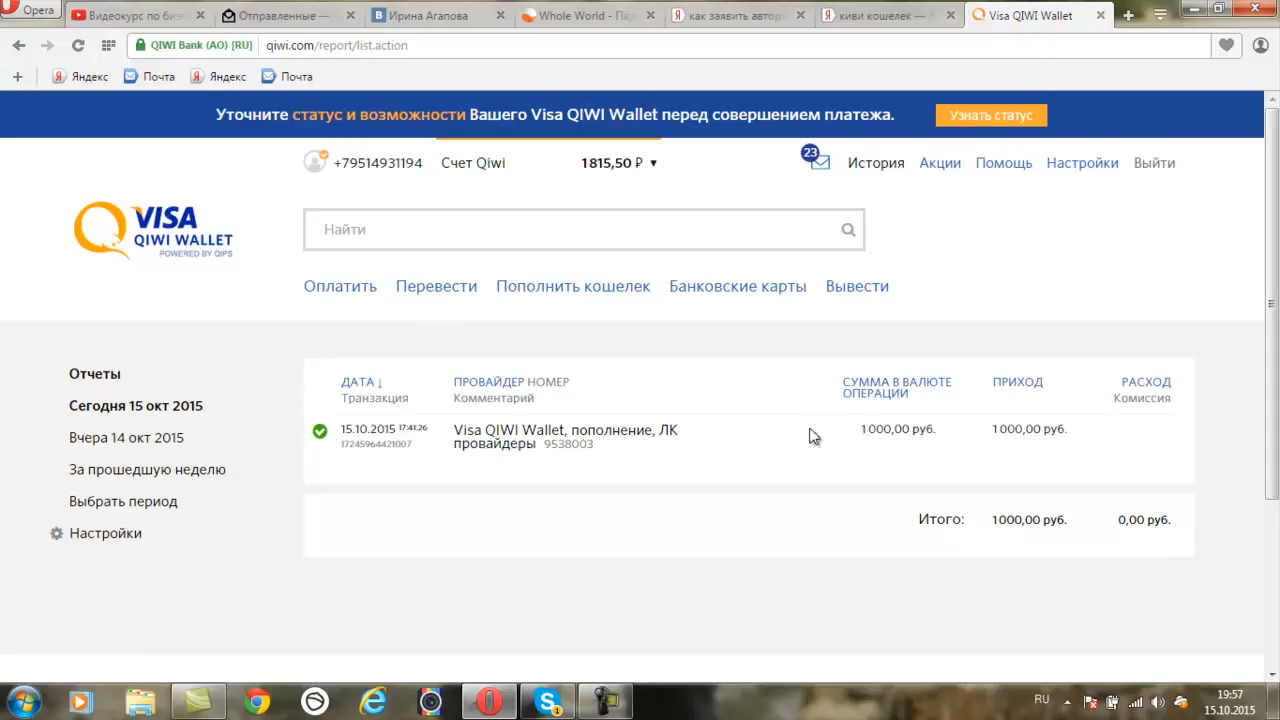 Opera
Видеокурс по бизн
Отправленные —
Ирина Агапова
Whole World - Па
как заявить автор
киви кошелек —
Visa QIWI Wallet
QIWI Bank (AO) [RU]
qiwi.com/report/list.action
Яндекс
Почта
Яндекс
Почта
Уточните статус и возможности Вашего Visa QIWI Wallet перед совершением платежа.
Узнать статус
+79514931194
Счет Qiwi
1 815,50 ₽ ▼
23
История
Акции
Помощь
Настройки
Выйти
VISA
QIWI WALLET
POWERED BY QIPS
Найти
Оплатить
Перевести
Пополнить кошелек
Банковские карты
Вывести
Отчеты
Сегодня 15 окт 2015
Вчера 14 окт 2015
За прошедшую неделю
Выбрать период
Настройки
ДАТА ↓
Транзакция
ПРОВАЙДЕР НОМЕР
Комментарий
СУММА В ВАЛЮТЕ
ОПЕРАЦИИ
ПРИХОД
РАСХОД
Комиссия
15.10.2015 17:41:26
17245964421007
Visa QIWI Wallet, пополнение, ЛК
провайдеры 9538003
1 000,00 руб.
1 000,00 руб.
Итого:
1000,00 руб.
0,00 руб.
RU
19:57
15.10.2015